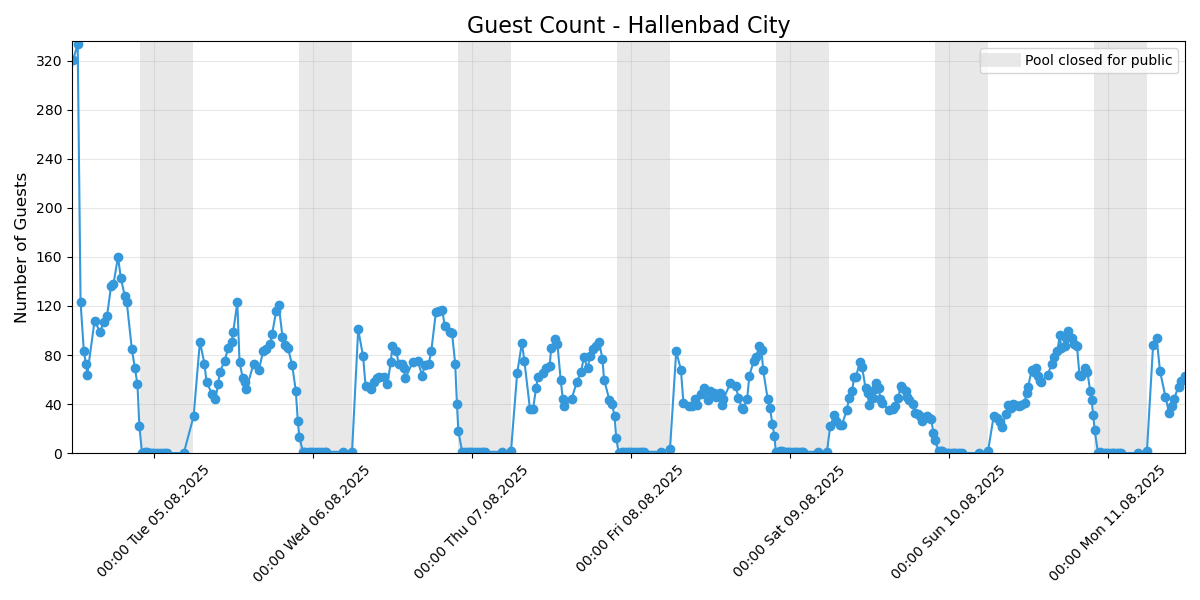 Guest Count - Hallenbad City
Pool closed for public
Number of Guests
320
280
240
200
160
120
80
40
0
00:00 Tue 05.08.2025
00:00 Wed 06.08.2025
00:00 Thu 07.08.2025
00:00 Fri 08.08.2025
00:00 Sat 09.08.2025
00:00 Sun 10.08.2025
00:00 Mon 11.08.2025